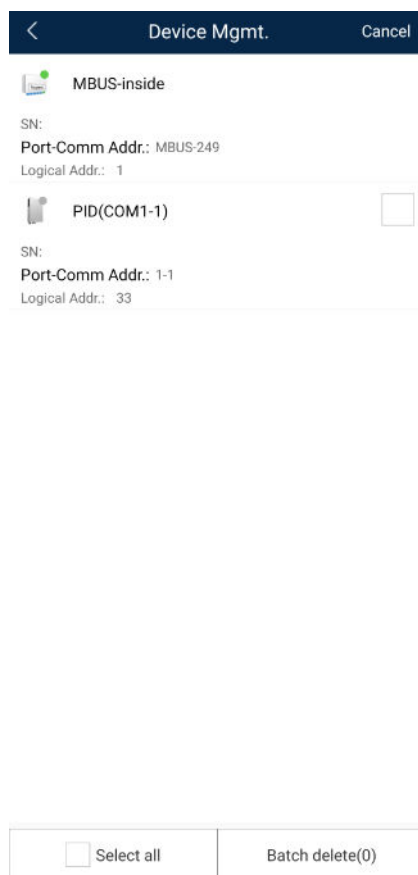 Device Mgmt.
Cancel
MBUS-inside
SN:
Port-Comm Addr.: MBUS-249
Logical Addr.: 1
PID(COM1-1)
SN:
Port-Comm Addr.: 1-1
Logical Addr.: 33
Select all
Batch delete(0)